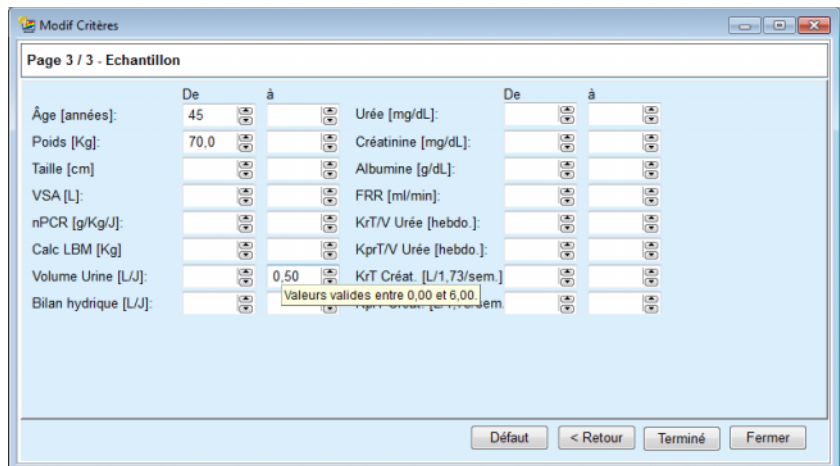 Modif Critères
Page 3 / 3 - Echantillon
De à De à
Âge [années]: 45 Urée [mg/dL]:
Poids [Kg]: 70,0 Créatinine [mg/dL]:
Taille [cm] Albumine [g/dL]:
VSA [L]: FRR [ml/min]:
nPCR [g/Kg/J]: KrT/V Urée [hebdo.]:
Calc LBM [Kg] KprT/V Urée [hebdo.]:
Volume Urine [L/J]: 0,50 KrT Créat. [L/1,73/sem.]
Valeurs valides entre 0,00 et 6,00.
Bilan hydrique [L/J]:
Défaut < Retour Terminé Fermer